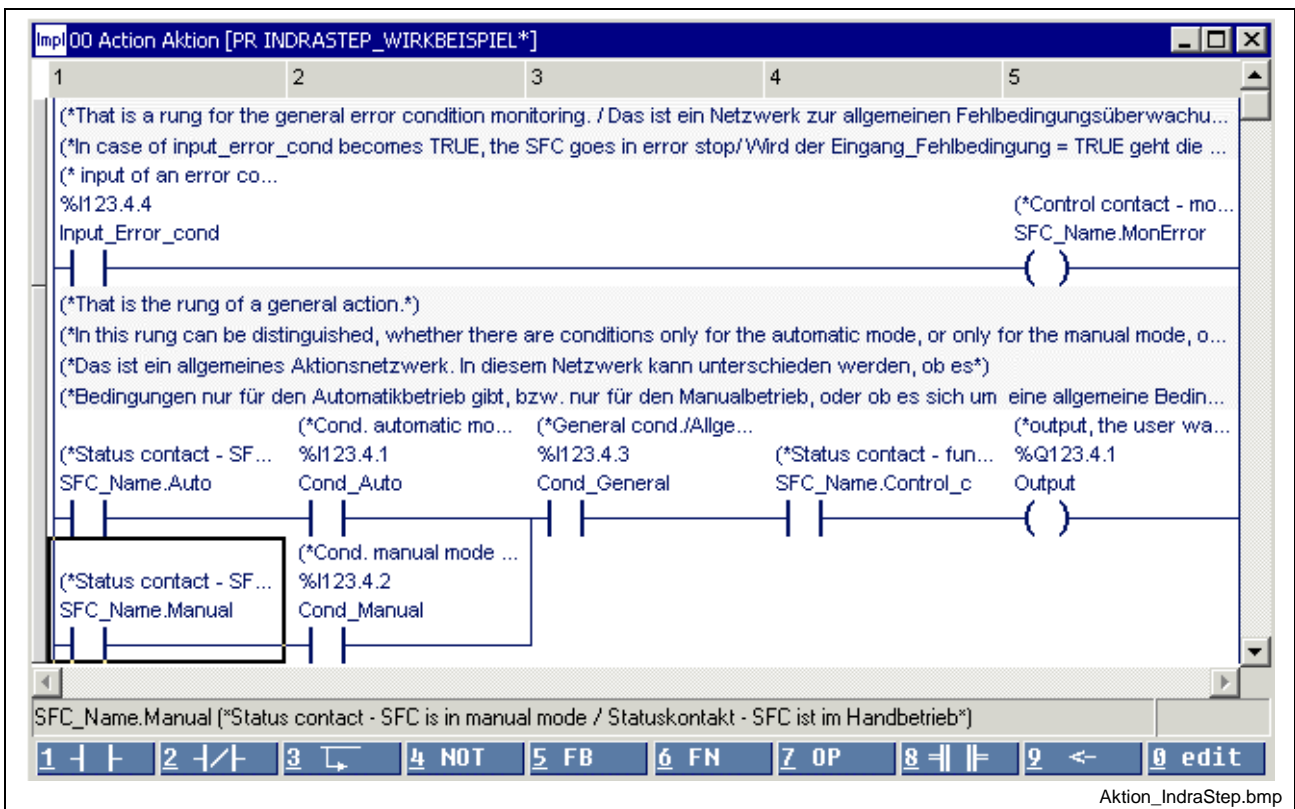 Impl 00 Action Aktion [PR INDRASTEP_WIRKBEISPIEL*]
1 2 3 4 5
(*That is a rung for the general error condition monitoring. / Das ist ein Netzwerk zur allgemeinen Fehlbedingungsüberwachu...
(*In case of input_error_cond becomes TRUE, the SFC goes in error stop/ Wird der Eingang_Fehlbedingung = TRUE geht die ...
(* input of an error co...
%I123.4.4 (*Control contact - mo...
Input_Error_cond SFC_Name.MonError
(*That is the rung of a general action.*)
(*In this rung can be distinguished, whether there are conditions only for the automatic mode, or only for the manual mode, o...
(*Das ist ein allgemeines Aktionsnetzwerk. In diesem Netzwerk kann unterschieden werden, ob es*)
(*Bedingungen nur für den Automatikbetrieb gibt, bzw. nur für den Manualbetrieb, oder ob es sich um eine allgemeine Bedin...
(*Cond. automatic mo... (*General cond./Allge... (*output, the user wa...
(*Status contact - SF... %I123.4.1 %I123.4.3 (*Status contact - fun... %Q123.4.1
SFC_Name.Auto Cond_Auto Cond_General SFC_Name.Control_c Output
(*Cond. manual mode ...
(*Status contact - SF... %I123.4.2
SFC_Name.Manual Cond_Manual
SFC_Name.Manual (*Status contact - SFC is in manual mode / Statuskontakt - SFC ist im Handbetrieb*)
1 2 3 4 NOT 5 FB 6 FN 7 OP 8 9 <- 0 edit
Aktion_IndraStep.bmp